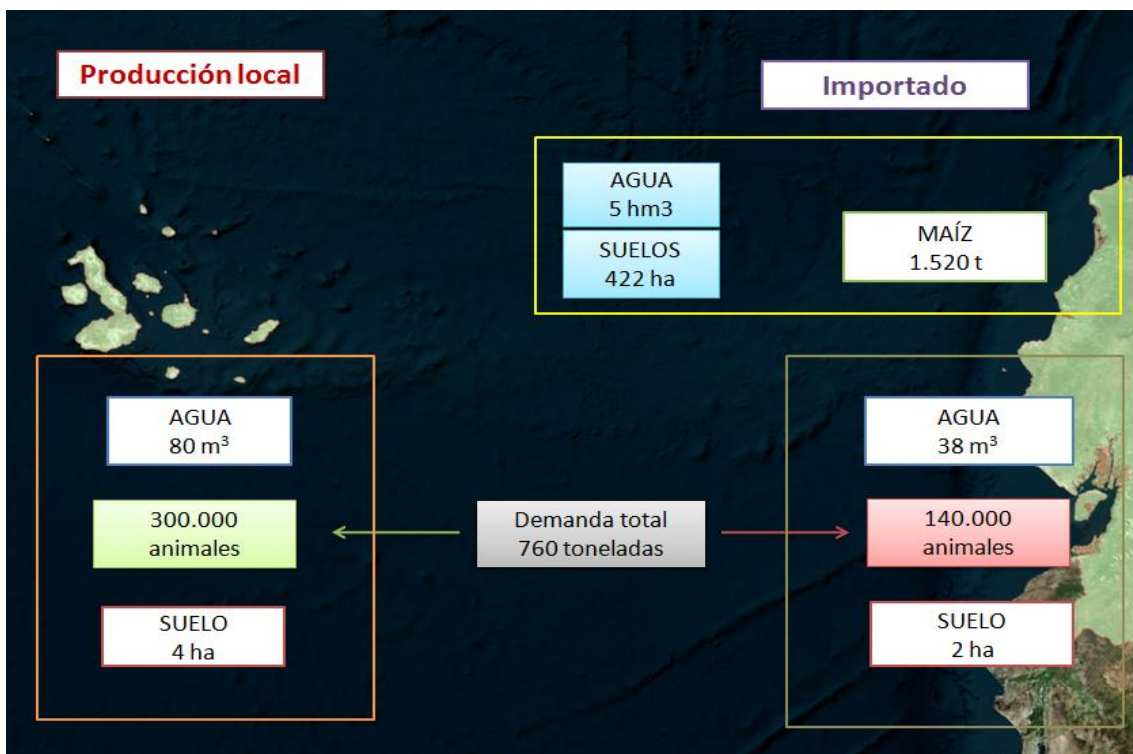 Producción local
Importado
AGUA
5 hm3
SUELOS
422 ha
MAÍZ
1.520 t
AGUA
80 m³
300.000
animales
SUELO
4 ha
Demanda total
760 toneladas
AGUA
38 m³
140.000
animales
SUELO
2 ha